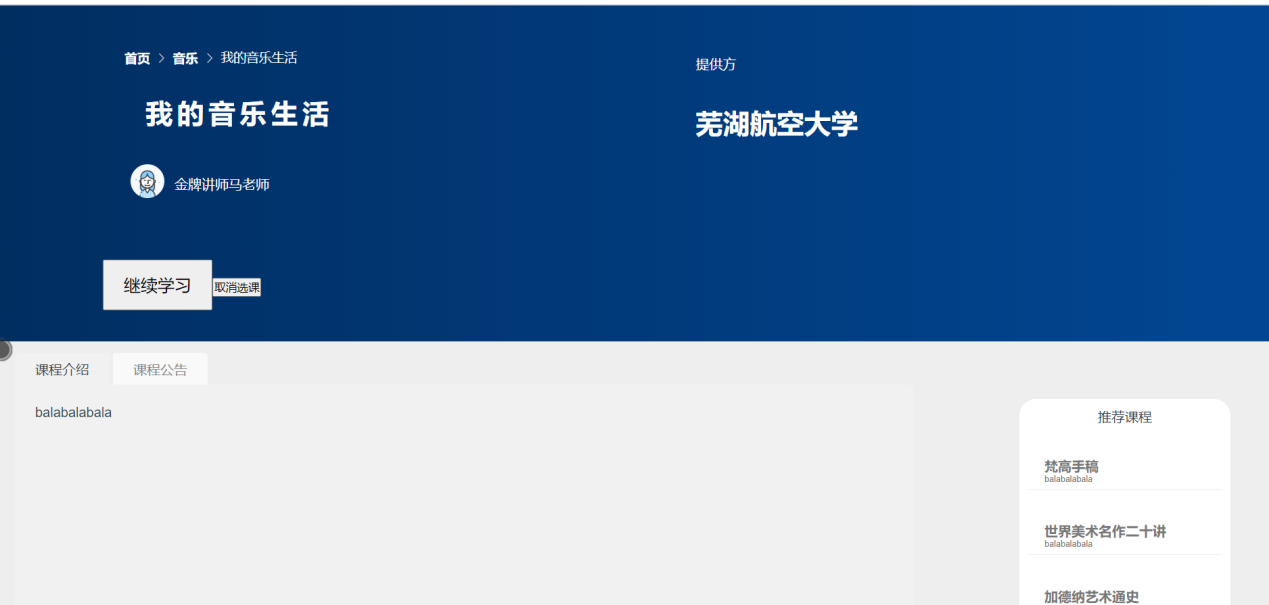 首页 > 音乐 > 我的音乐生活
我的音乐生活
金牌讲师马老师
提供方
芜湖航空大学
继续学习
取消选课
课程介绍
课程公告
balabalabala
推荐课程
梵高手稿
balabalabala
世界美术名作二十讲
balabalabala
加德纳艺术通史